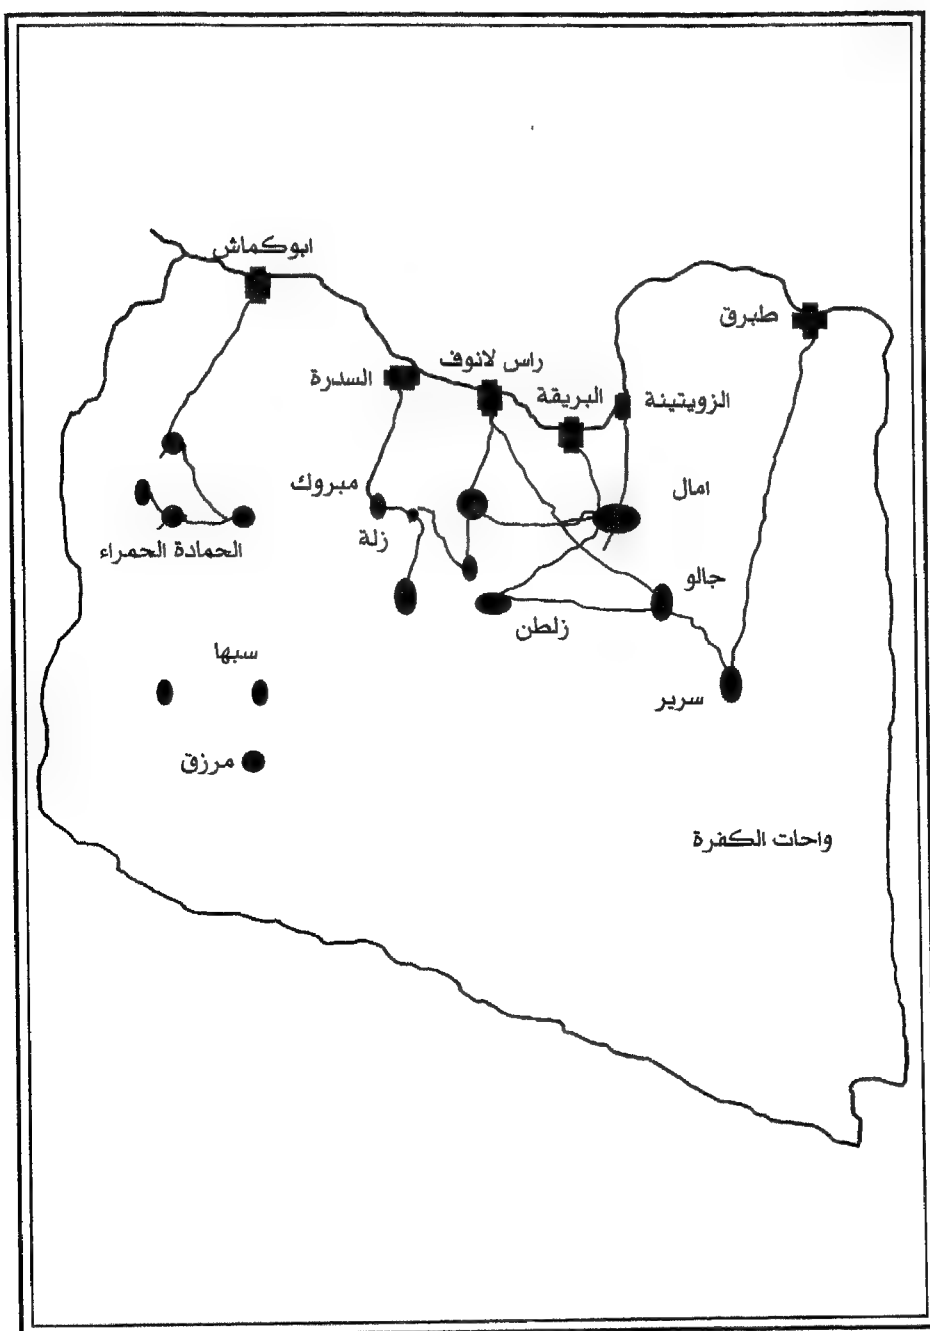 ابوكماش
طبرق
راس لانوف
السدرة
البريقة
الزويتينة
مبروك
امال
زلة
الحمادة الحمراء
جالو
زلطن
سبها
سرير
مرزق
واحات الكفرة